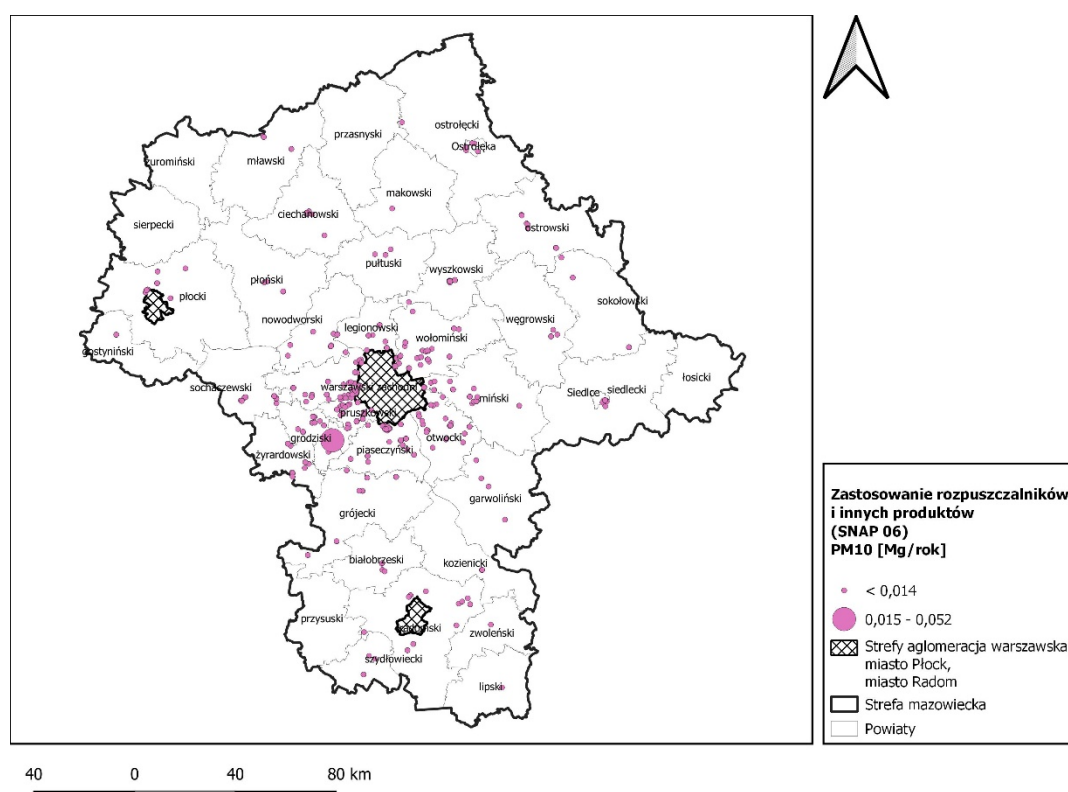 ostrołęcki
przasnyski
Ostrołęka
żuromiński
mławski
makowski
ciechanowski
sierpecki
ostrowski
pułtuski
wyszkowski
płoński
płocki
sokołowski
nowodworski
węgrowski
legionowski
wołomiński
gostyniński
łosicki
sochaczewski
warszawski zachodni
Siedlce
siedlecki
miński
pruszkowski
grodziski
otwocki
żyrardowski
piaseczyński
garwoliński
grójecki
białobrzeski
kozienicki
przysuski
radomski
zwoleński
szydłowiecki
lipski
Zastosowanie rozpuszczalników
i innych produktów
(SNAP 06)
PM10 [Mg/rok]
< 0,014
0,015 - 0,052
Strefy aglomeracja warszawska
miasto Płock,
miasto Radom
Strefa mazowiecka
Powiaty
40 0 40 80 km